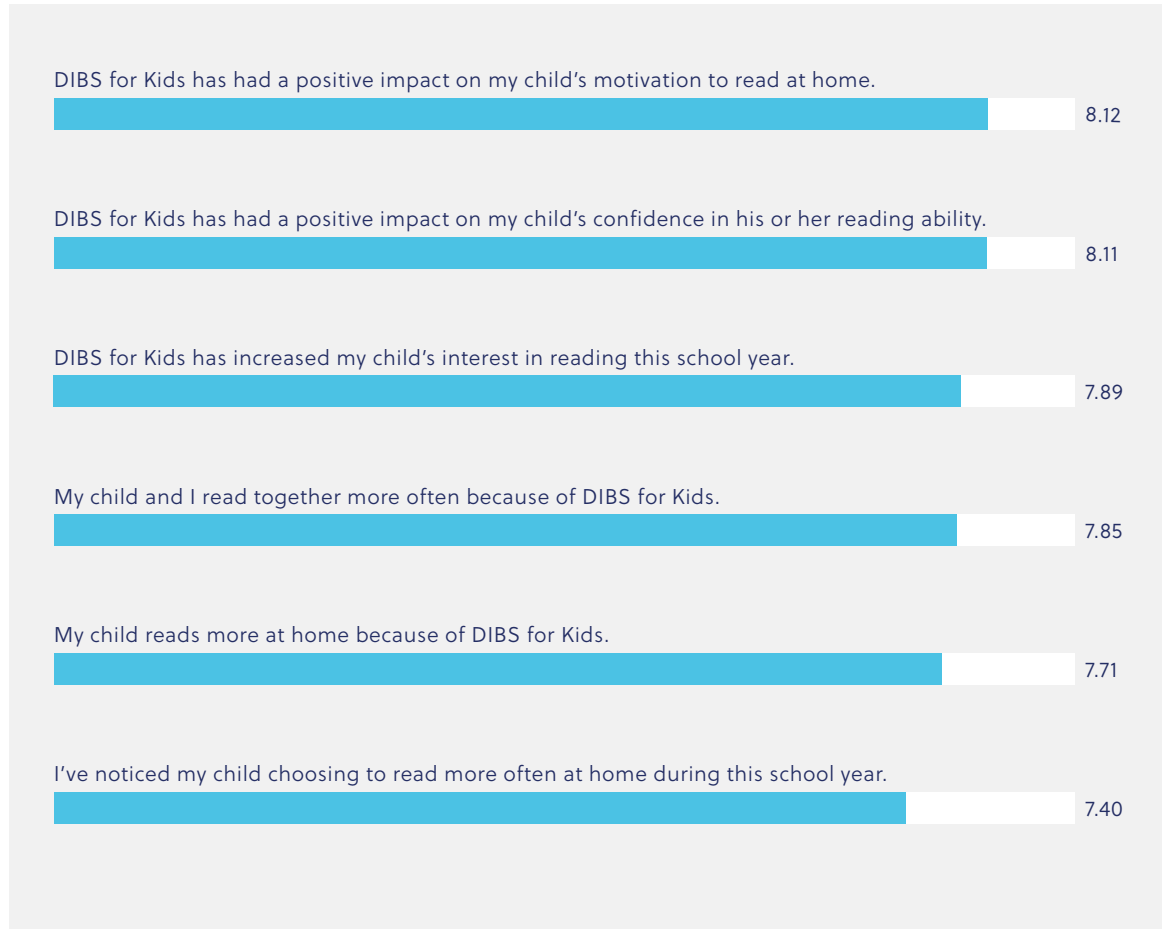 DIBS for Kids has had a positive impact on my child’s motivation to read at home.
8.12
DIBS for Kids has had a positive impact on my child’s confidence in his or her reading ability.
8.11
DIBS for Kids has increased my child’s interest in reading this school year.
7.89
My child and I read together more often because of DIBS for Kids.
7.85
My child reads more at home because of DIBS for Kids.
7.71
I’ve noticed my child choosing to read more often at home during this school year.
7.40